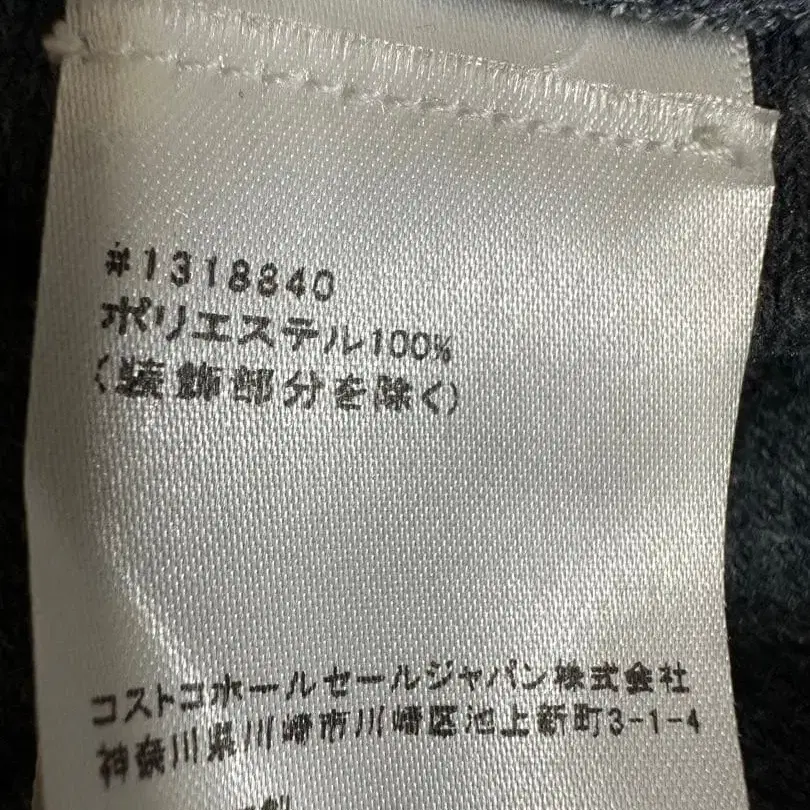 #1318840
ポリエステル100%
(装飾部分を除く)
コストコホールセールジャパン株式会社
神奈川県川崎市川崎区池上新町3-1-4